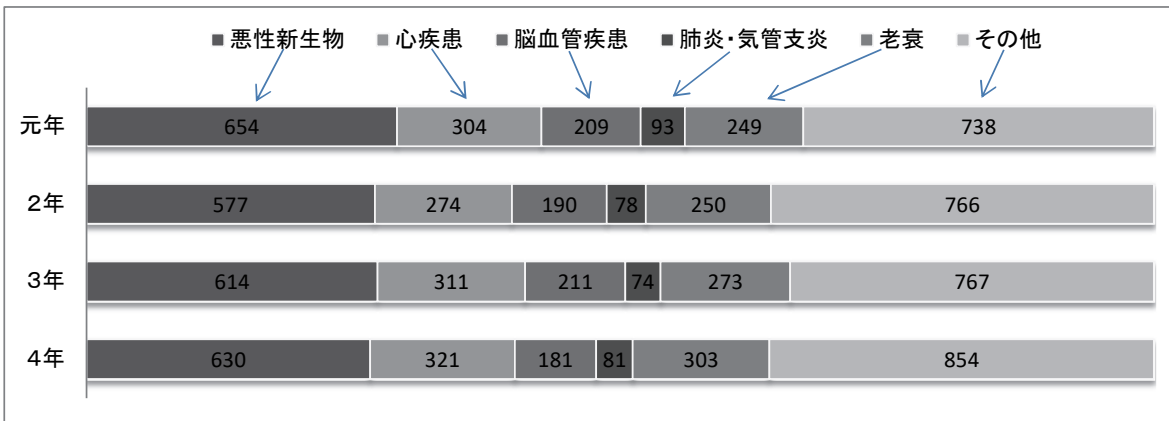 ■悪性新生物 ■心疾患 ■脳血管疾患 ■肺炎・気管支炎 ■老衰 ■その他
元年 654 304 209 93 249 738
2年 577 274 190 78 250 766
3年 614 311 211 74 273 767
4年 630 321 181 81 303 854